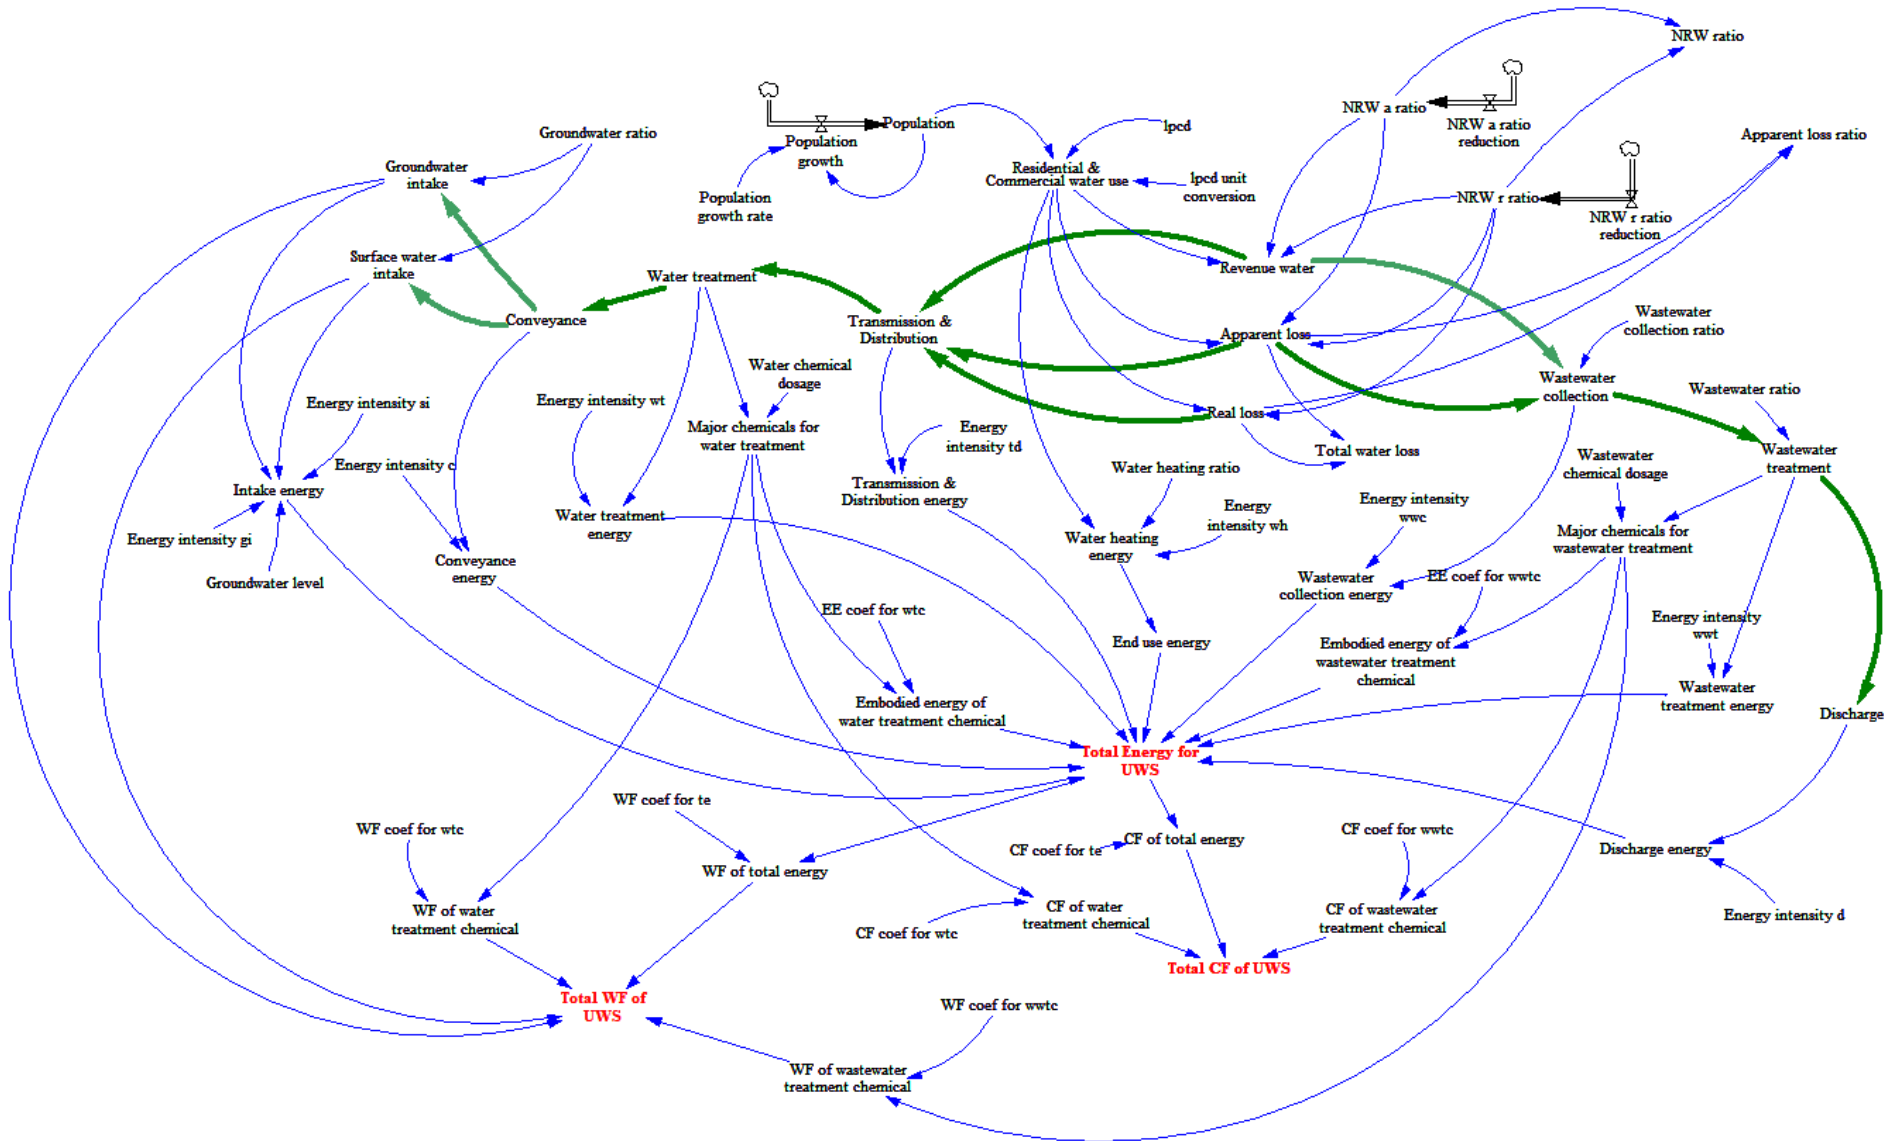 NRW ratio
NRW a ratio
NRW a ratio
reduction
Apparent loss ratio
Groundwater ratio
Population
Population
growth
lpcd
Groundwater
intake
Residential &
Commercial water use
lpcd unit
conversion
Population
growth rate
NRW r ratio
NRW r ratio
reduction
Surface water
intake
Water treatment
Revenue water
Conveyance
Transmission &
Distribution
Apparent loss
Wastewater
collection ratio
Water chemical
dosage
Wastewater
collection
Wastewater ratio
Energy intensity si
Energy intensity wt
Major chemicals for
water treatment
Energy
intensity td
Real loss
Total water loss
Wastewater
treatment
Energy intensity c
Water heating ratio
Wastewater
chemical dosage
Intake energy
Transmission &
Distribution energy
Energy intensity
wwc
Energy
intensity wh
Water treatment
energy
Energy intensity gi
Water heating
energy
Major chemicals for
wastewater treatment
Conveyance
energy
Groundwater level
Wastewater
collection energy
EE coef for wwtc
EE coef for wtc
Energy intensity
wwt
End use energy
Embodied energy of
wastewater treatment
chemical
Wastewater
treatment energy
Embodied energy of
water treatment chemical
Discharge
Total Energy for
UWS
WF coef for te
WF coef for wtc
CF coef for te
CF of total energy
CF coef for wwtc
Discharge energy
WF of total energy
WF of water
treatment chemical
CF of water
treatment chemical
CF of wastewater
treatment chemical
Energy intensity d
CF coef for wtc
Total CF of UWS
Total WF of
UWS
WF coef for wwtc
WF of wastewater
treatment chemical